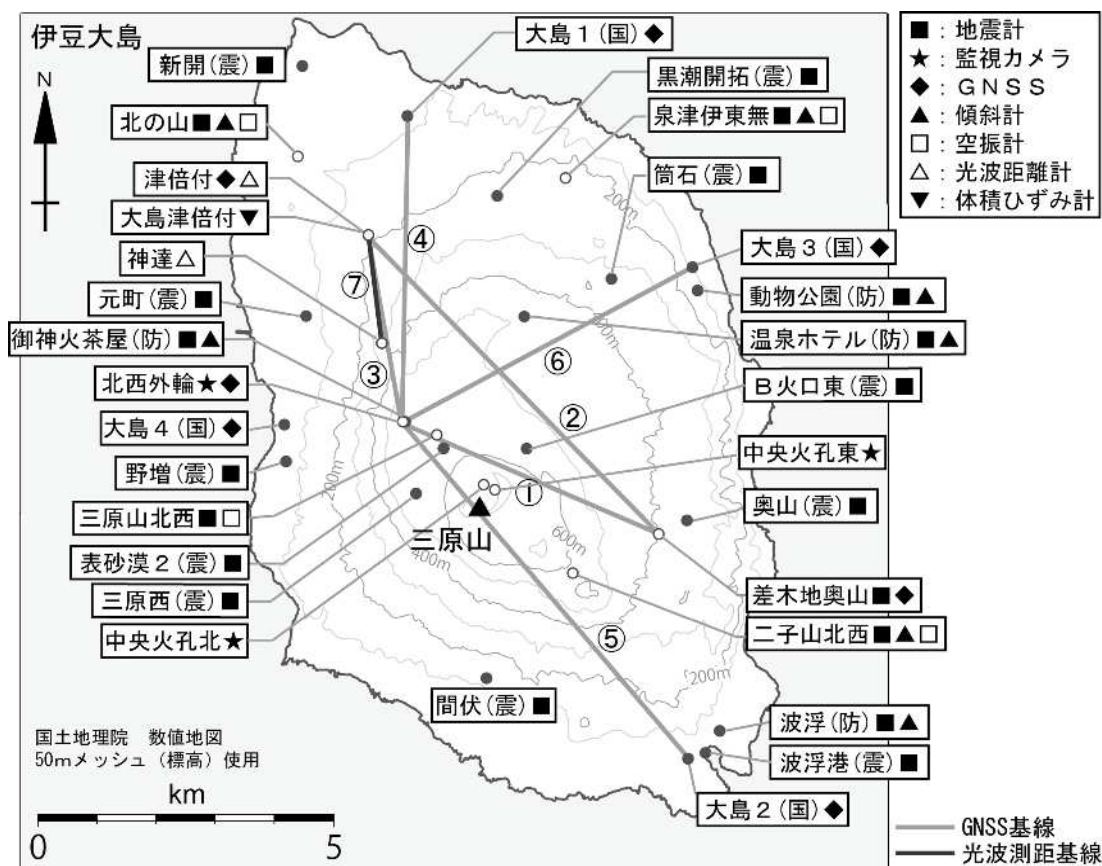 伊豆大島
N
新開(震)■
北の山■▲□
津倍付◆△
大島津倍付▼
神達△
元町(震)■
御神火茶屋(防)■▲
北西外輪★◆
大島4(国)◆
野増(震)■
三原山北西■□
表砂漠2(震)■
三原西(震)■
中央火孔北★
大島1(国)◆
黒潮開拓(震)■
泉津伊東無■▲□
筒石(震)■
大島3(国)◆
動物公園(防)■▲
温泉ホテル(防)■▲
B火口東(震)■
中央火孔東★
奥山(震)■
差木地奥山■◆
二子山北西■▲□
波浮(防)■▲
波浮港(震)■
大島2(国)◆
間伏(震)■
三原山
①
②
③
④
⑤
⑥
⑦
200m
200m
400m
600m
200m
■:地震計
★:監視カメラ
◆:GNSS
▲:傾斜計
□:空振計
△:光波距離計
▼:体積ひずみ計
国土地理院 数値地図
50mメッシュ(標高)使用
km
0 5
GNSS基線
光波測距基線